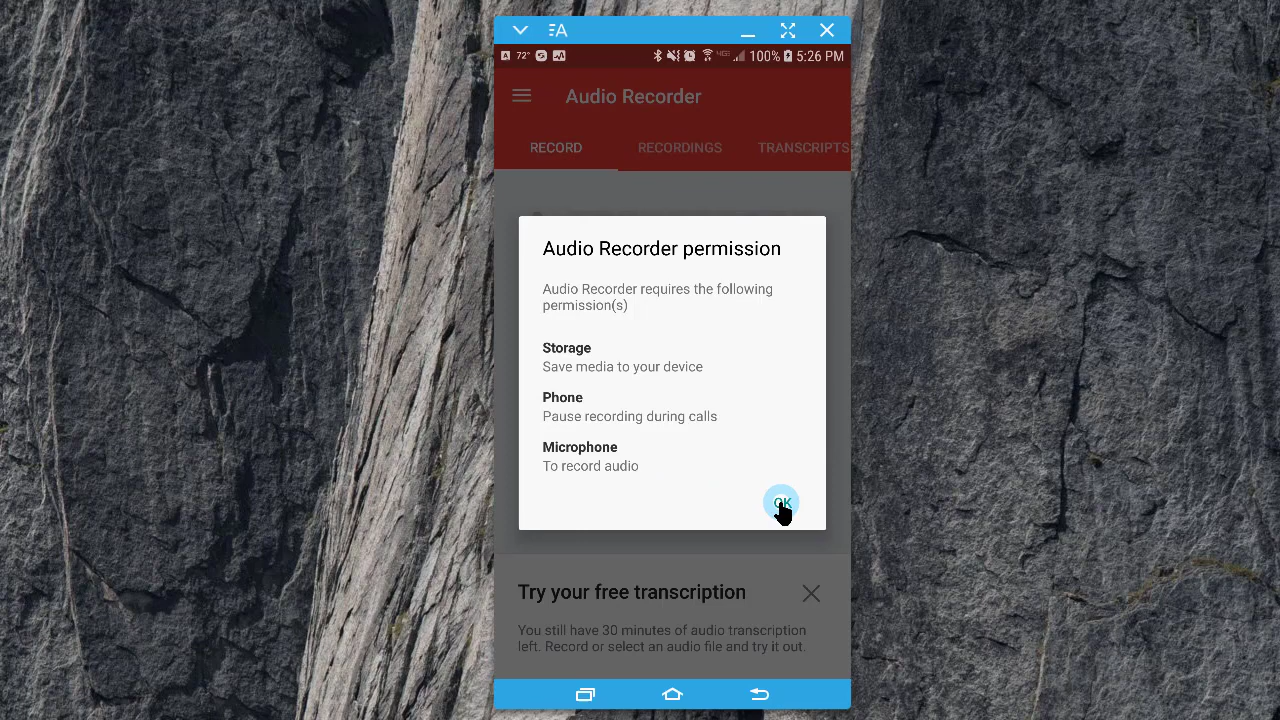 A
72°
100% 5:26 PM
Audio Recorder
RECORD RECORDINGS TRANSCRIPTS
Audio Recorder permission
Audio Recorder requires the following
permission(s)
Storage
Save media to your device
Phone
Pause recording during calls
Microphone
To record audio
OK
Try your free transcription
You still have 30 minutes of audio transcription
left. Record or select an audio file and try it out.